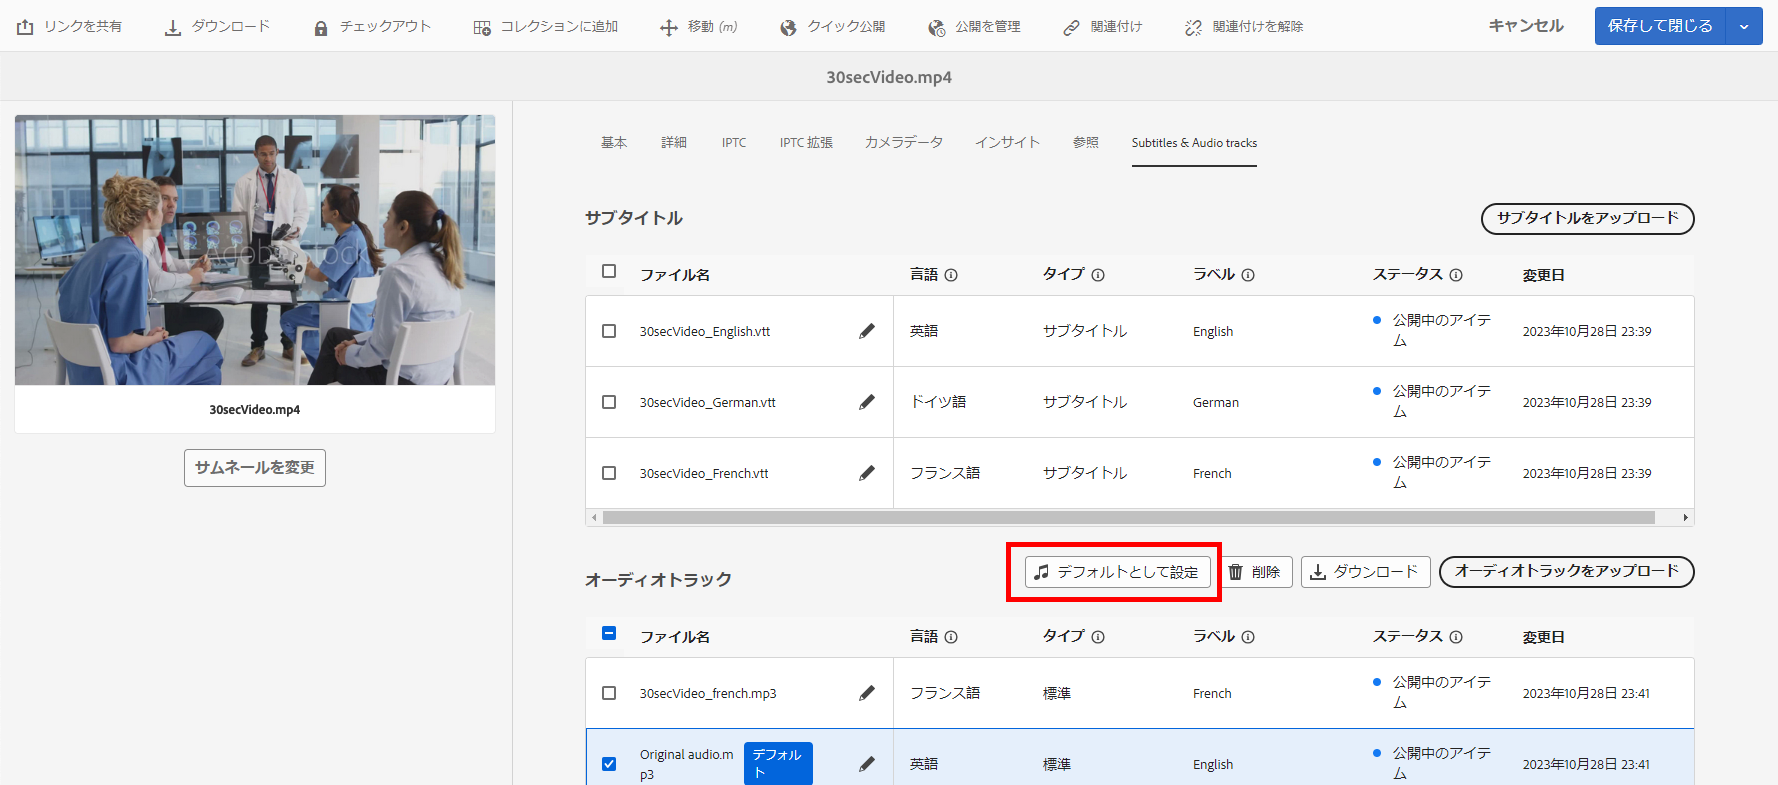 リンクを共有 ダウンロード チェックアウト コレクションに追加 移動 (m) クイック公開 公開を管理 関連付け 関連付けを解除 キャンセル 保存して閉じる
30secVideo.mp4
基本 詳細 IPTC IPTC 拡張 カメラデータ インサイト 参照 Subtitles & Audio tracks
Adobe Stock
30secVideo.mp4
サムネールを変更
サブタイトル サブタイトルをアップロード
ファイル名 言語 タイプ ラベル ステータス 変更日
30secVideo_English.vtt 英語 サブタイトル English 公開中のアイテ
ム 2023年10月28日 23:39
30secVideo_German.vtt ドイツ語 サブタイトル German 公開中のアイテ
ム 2023年10月28日 23:39
30secVideo_French.vtt フランス語 サブタイトル French 公開中のアイテ
ム 2023年10月28日 23:39
オーディオトラック デフォルトとして設定 削除 ダウンロード オーディオトラックをアップロード
ファイル名 言語 タイプ ラベル ステータス 変更日
30secVideo_french.mp3 フランス語 標準 French 公開中のアイテ
ム 2023年10月28日 23:41
Original audio.m デフォル 英語 標準 English 公開中のアイテ 2023年10月28日 23:41
p3 ト ム